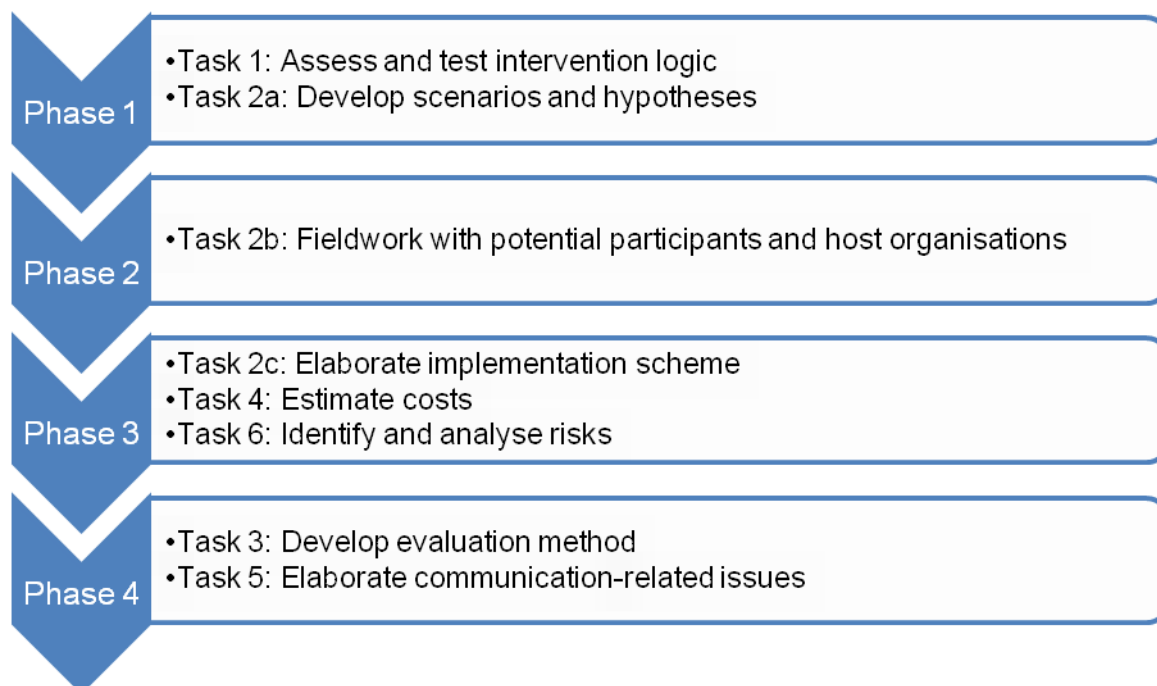 Phase 1
•Task 1: Assess and test intervention logic
•Task 2a: Develop scenarios and hypotheses
Phase 2
•Task 2b: Fieldwork with potential participants and host organisations
Phase 3
•Task 2c: Elaborate implementation scheme
•Task 4: Estimate costs
•Task 6: Identify and analyse risks
Phase 4
•Task 3: Develop evaluation method
•Task 5: Elaborate communication-related issues